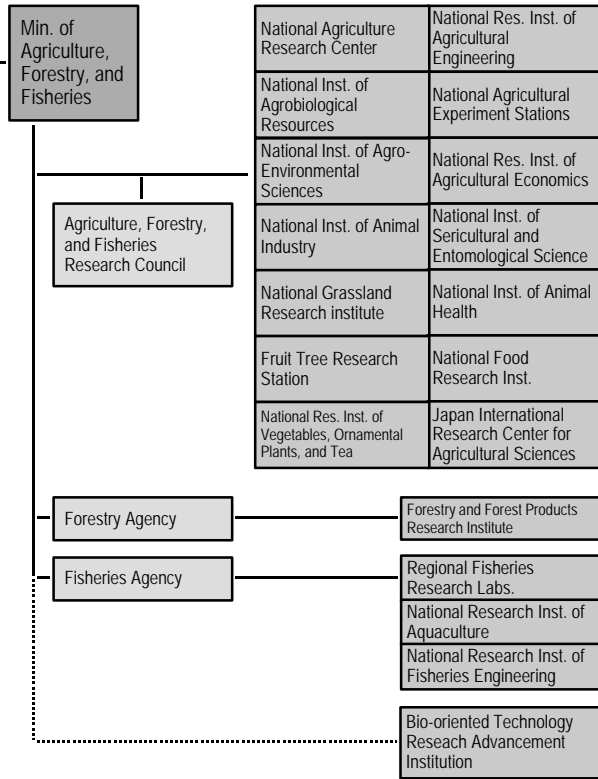 Min. of
Agriculture,
Forestry, and
Fisheries
National Agriculture
Research Center
National Res. Inst. of
Agricultural
Engineering
National Inst. of
Agrobiological
Resources
National Agricultural
Experiment Stations
National Inst. of Agro-
Environmental
Sciences
National Res. Inst. of
Agricultural Economics
Agriculture, Forestry,
and Fisheries
Research Council
National Inst. of Animal
Industry
National Inst. of
Sericultural and
Entomological Science
National Grassland
Research institute
National Inst. of Animal
Health
Fruit Tree Research
Station
National Food
Research Inst.
National Res. Inst. of
Vegetables, Ornamental
Plants, and Tea
Japan International
Research Center for
Agricultural Sciences
Forestry Agency
Forestry and Forest Products
Research Institute
Fisheries Agency
Regional Fisheries
Research Labs.
National Research Inst. of
Aquaculture
National Research Inst. of
Fisheries Engineering
Bio-oriented Technology
Reseach Advancement
Institution